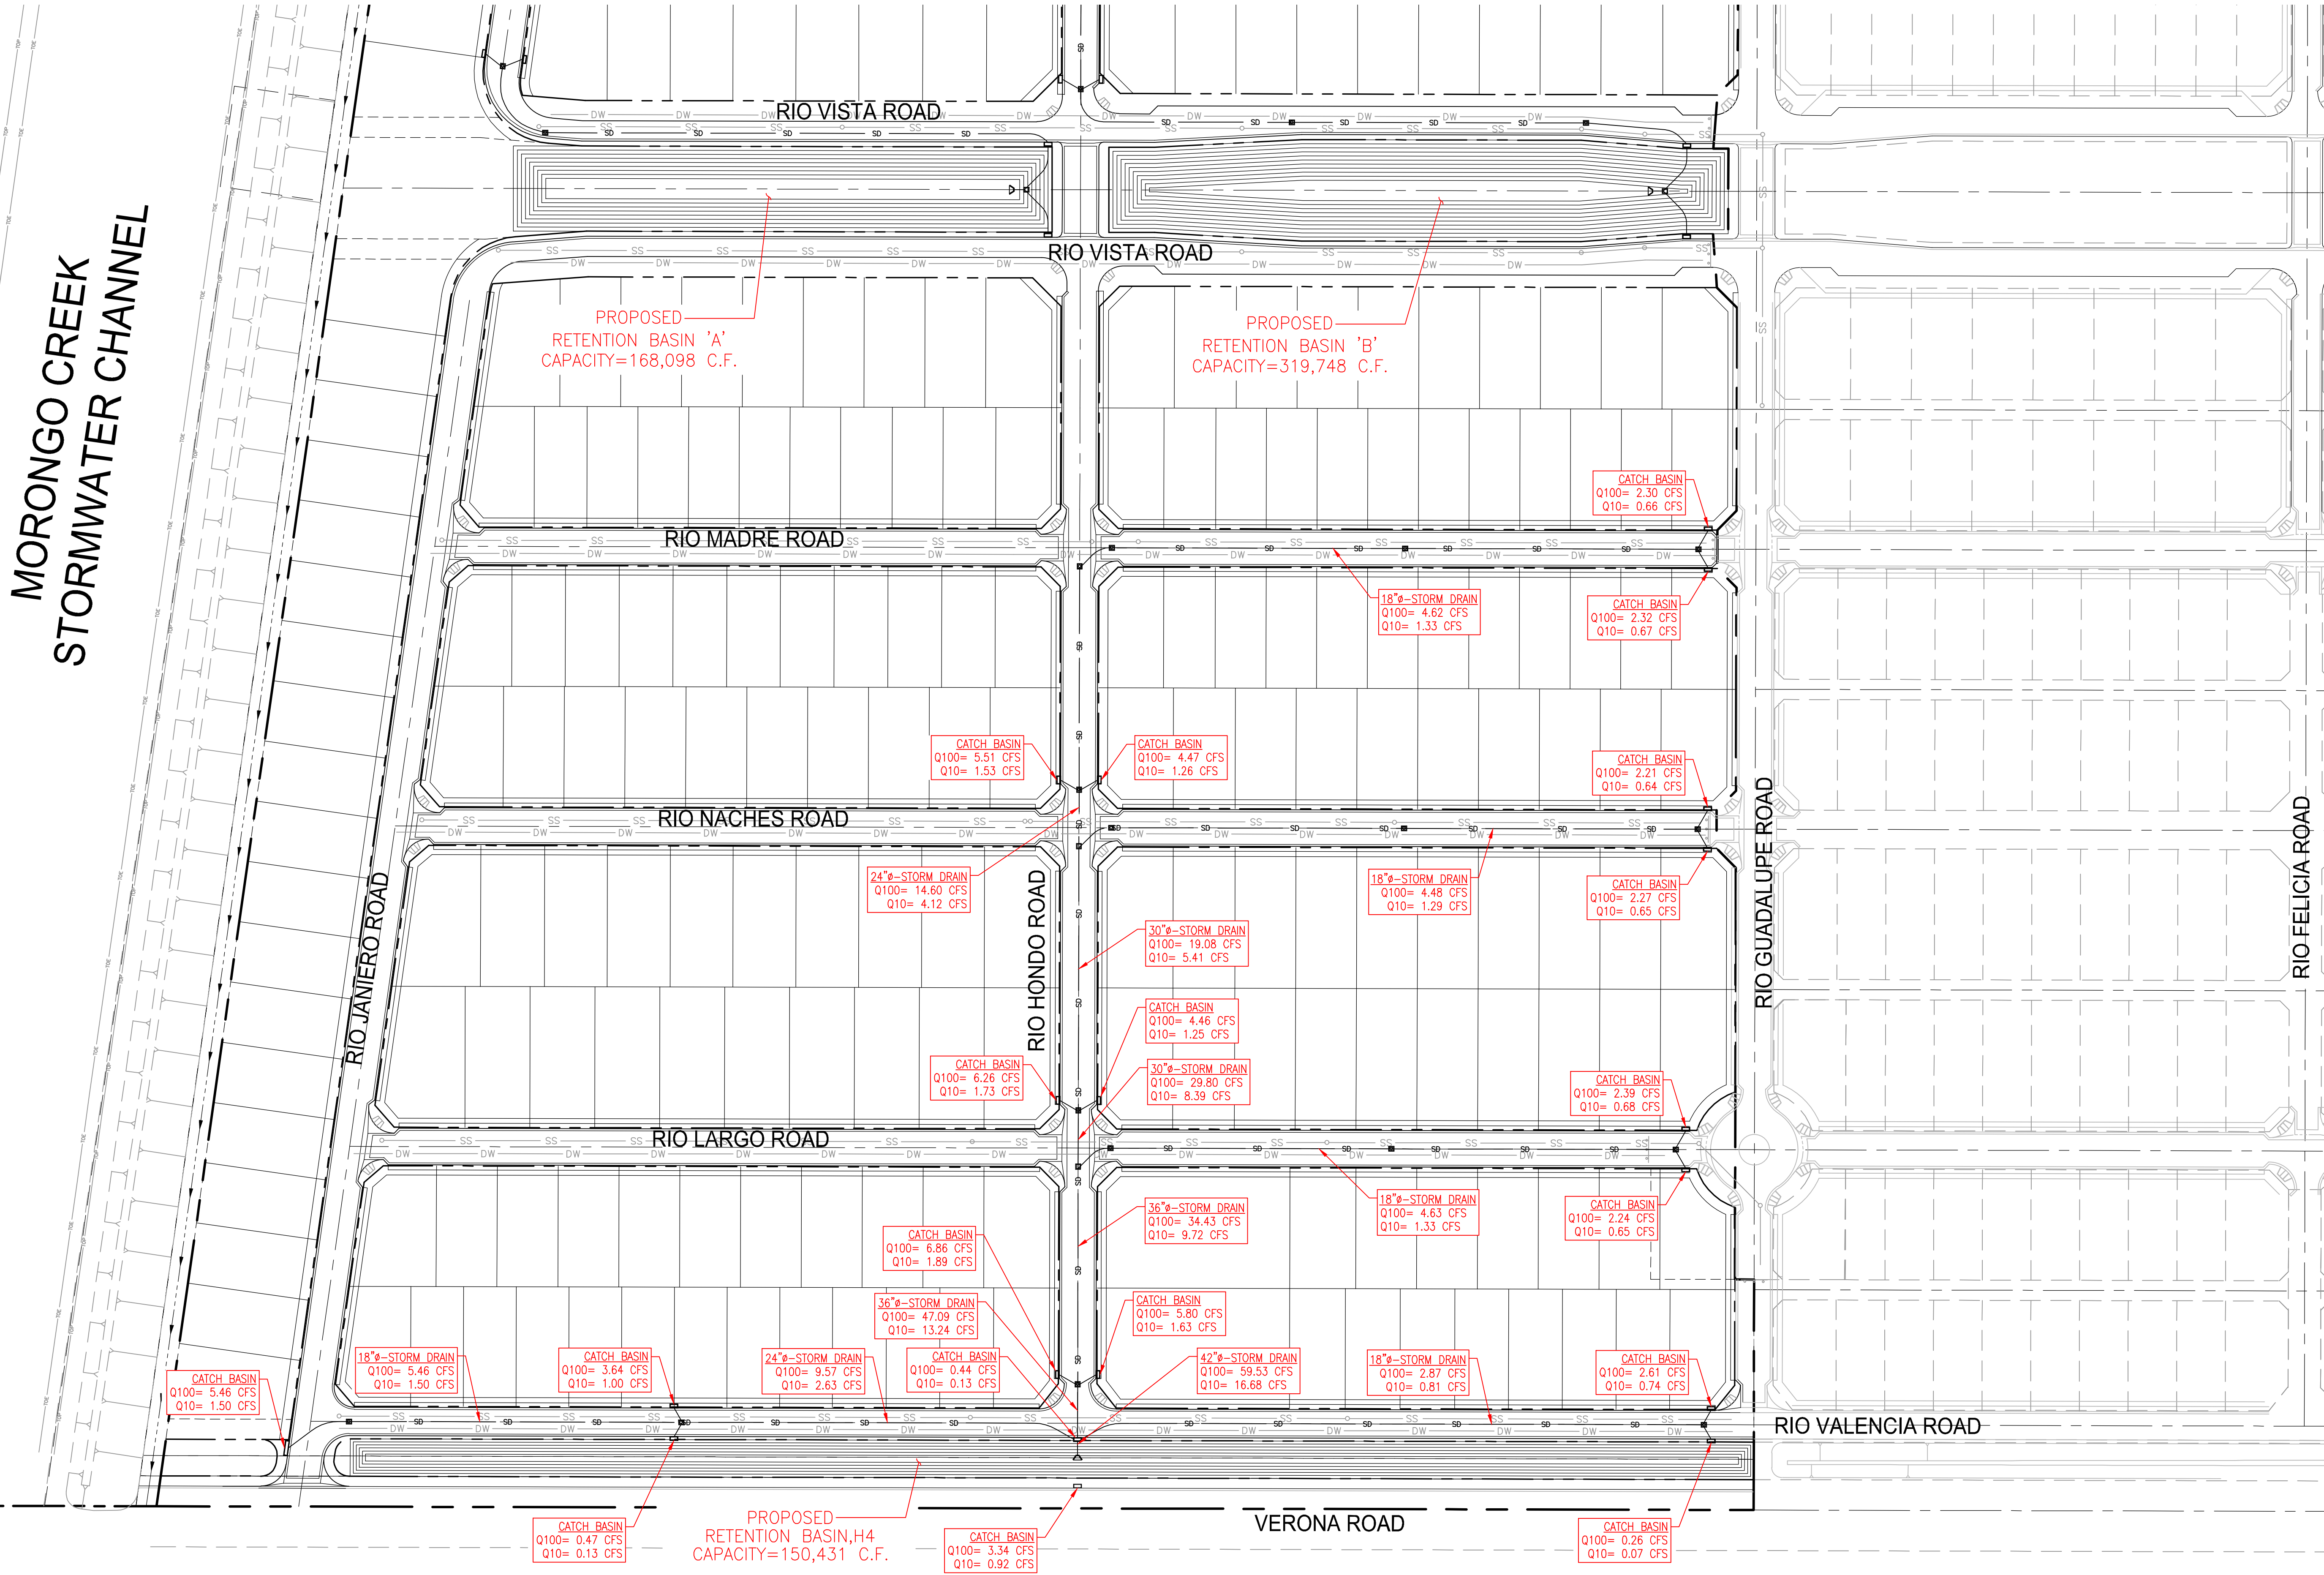 MORONGO CREEK
STORMWATER CHANNEL
RIO VISTA ROAD
RIO VISTA ROAD
PROPOSED
RETENTION BASIN 'A'
CAPACITY=168,098 C.F.
PROPOSED
RETENTION BASIN 'B'
CAPACITY=319,748 C.F.
CATCH BASIN
Q100= 2.30 CFS
Q10= 0.66 CFS
RIO MADRE ROAD
18"ø-STORM DRAIN
Q100= 4.62 CFS
Q10= 1.33 CFS
CATCH BASIN
Q100= 2.32 CFS
Q10= 0.67 CFS
CATCH BASIN
Q100= 5.51 CFS
Q10= 1.53 CFS
CATCH BASIN
Q100= 4.47 CFS
Q10= 1.26 CFS
CATCH BASIN
Q100= 2.21 CFS
Q10= 0.64 CFS
RIO NACHES ROAD
24"ø-STORM DRAIN
Q100= 14.60 CFS
Q10= 4.12 CFS
18"ø-STORM DRAIN
Q100= 4.48 CFS
Q10= 1.29 CFS
CATCH BASIN
Q100= 2.27 CFS
Q10= 0.65 CFS
RIO JANIERO ROAD
RIO HONDO ROAD
RIO GUADALUPE ROAD
RIO FELICIA ROAD
30"ø-STORM DRAIN
Q100= 19.08 CFS
Q10= 5.41 CFS
CATCH BASIN
Q100= 4.46 CFS
Q10= 1.25 CFS
CATCH BASIN
Q100= 6.26 CFS
Q10= 1.73 CFS
30"ø-STORM DRAIN
Q100= 29.80 CFS
Q10= 8.39 CFS
CATCH BASIN
Q100= 2.39 CFS
Q10= 0.68 CFS
RIO LARGO ROAD
36"ø-STORM DRAIN
Q100= 34.43 CFS
Q10= 9.72 CFS
18"ø-STORM DRAIN
Q100= 4.63 CFS
Q10= 1.33 CFS
CATCH BASIN
Q100= 2.24 CFS
Q10= 0.65 CFS
CATCH BASIN
Q100= 6.86 CFS
Q10= 1.89 CFS
36"ø-STORM DRAIN
Q100= 47.09 CFS
Q10= 13.24 CFS
CATCH BASIN
Q100= 5.80 CFS
Q10= 1.63 CFS
CATCH BASIN
Q100= 5.46 CFS
Q10= 1.50 CFS
18"ø-STORM DRAIN
Q100= 5.46 CFS
Q10= 1.50 CFS
CATCH BASIN
Q100= 3.64 CFS
Q10= 1.00 CFS
24"ø-STORM DRAIN
Q100= 9.57 CFS
Q10= 2.63 CFS
CATCH BASIN
Q100= 0.44 CFS
Q10= 0.13 CFS
42"ø-STORM DRAIN
Q100= 59.53 CFS
Q10= 16.68 CFS
18"ø-STORM DRAIN
Q100= 2.87 CFS
Q10= 0.81 CFS
CATCH BASIN
Q100= 2.61 CFS
Q10= 0.74 CFS
RIO VALENCIA ROAD
CATCH BASIN
Q100= 0.47 CFS
Q10= 0.13 CFS
PROPOSED
RETENTION BASIN,H4
CAPACITY=150,431 C.F.
CATCH BASIN
Q100= 3.34 CFS
Q10= 0.92 CFS
VERONA ROAD
CATCH BASIN
Q100= 0.26 CFS
Q10= 0.07 CFS